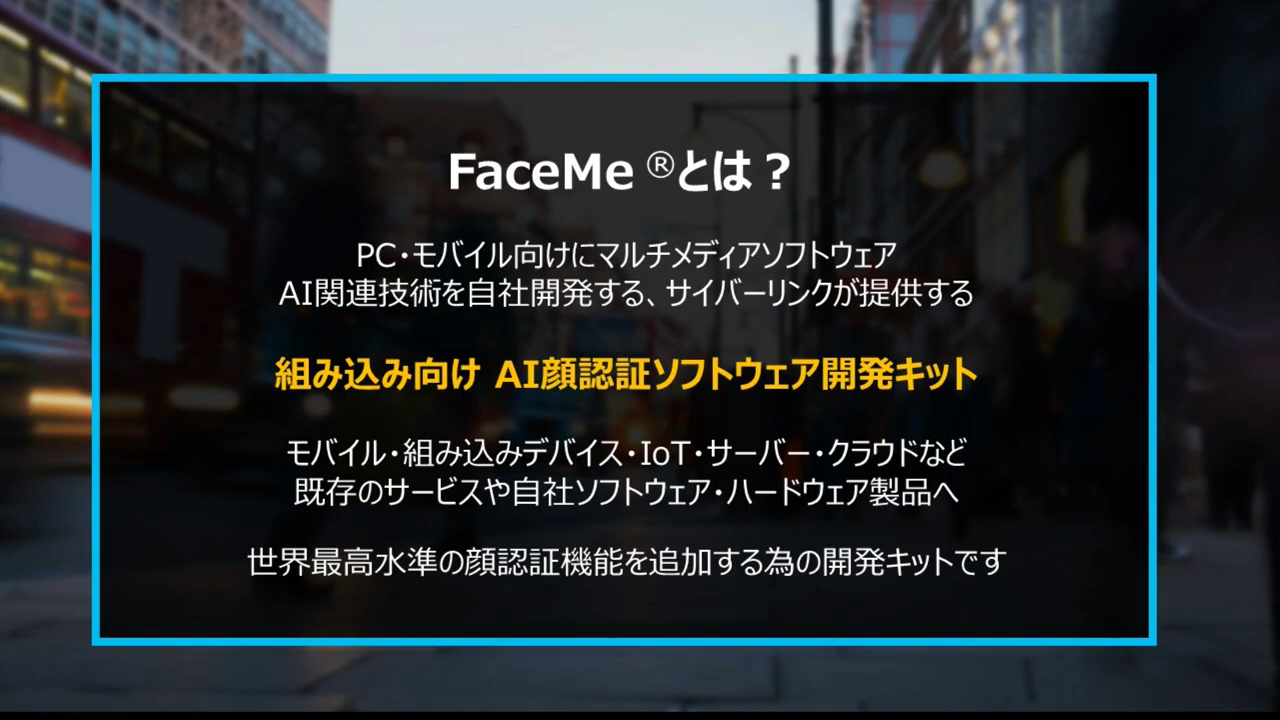 FaceMe ®とは？
PC・モバイル向けにマルチメディアソフトウェア
AI関連技術を自社開発する、サイバーリンクが提供する
組み込み向け AI顔認証ソフトウェア開発キット
モバイル・組み込みデバイス・IoT・サーバー・クラウドなど
既存のサービスや自社ソフトウェア・ハードウェア製品へ
世界最高水準の顔認証機能を追加する為の開発キットです